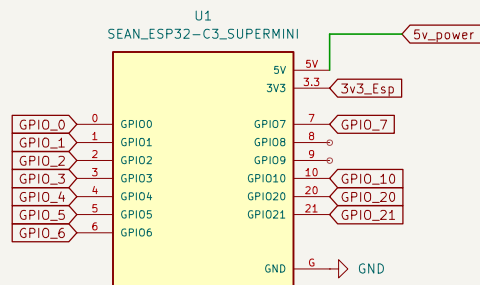 U1
SEAN_ESP32-C3_SUPERMINI
5V 5V 5v_power
3V3 3.3 3v3_Esp
GPIO_0 0 GPIO0 GPIO7 7 GPIO_7
GPIO_1 1 GPIO1 GPIO8 8
GPIO_2 2 GPIO2 GPIO9 9
GPIO_3 3 GPIO3 GPIO10 10 GPIO_10
GPIO_4 4 GPIO4 GPIO20 20 GPIO_20
GPIO_5 5 GPIO5 GPIO21 21 GPIO_21
GPIO_6 6 GPIO6
GND G GND